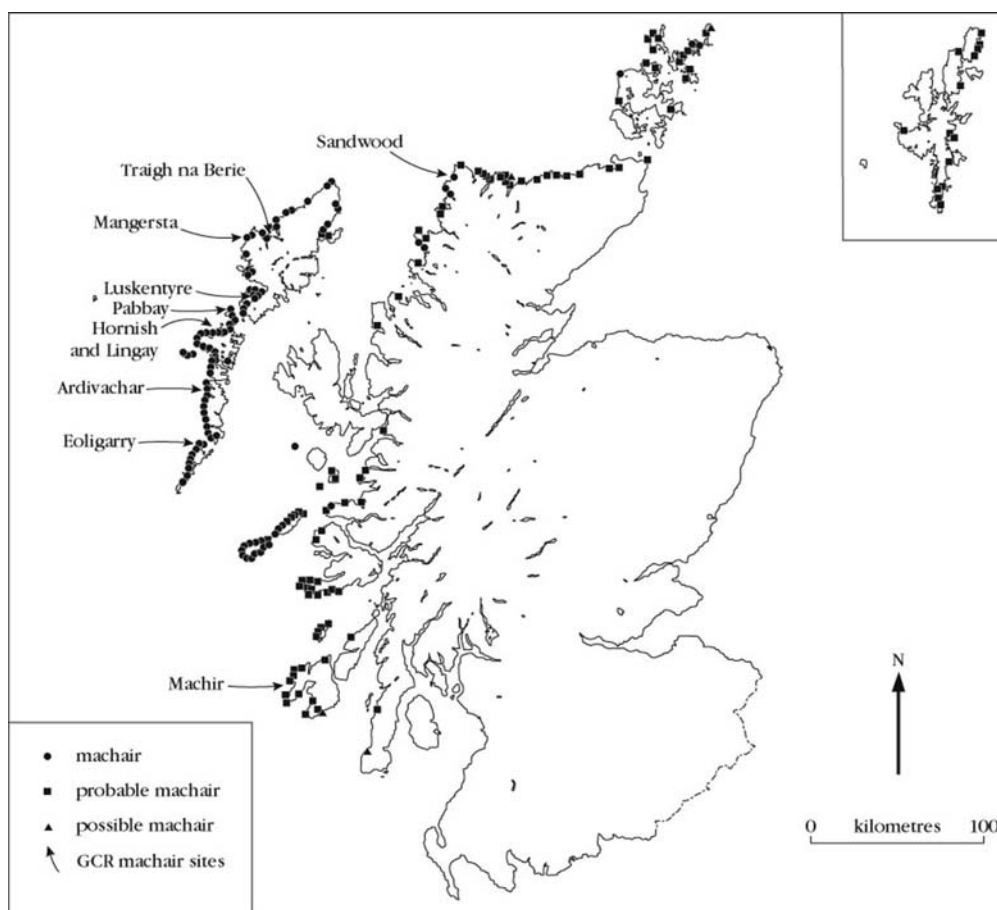 Sandwood
Traigh na Berie
Mangersta
Luskentyre
Pabbay
Hornish
and Lingay
Ardivachar
Eoligarry
Machir
N
0 kilometres 100
machair
probable machair
possible machair
GCR machair sites